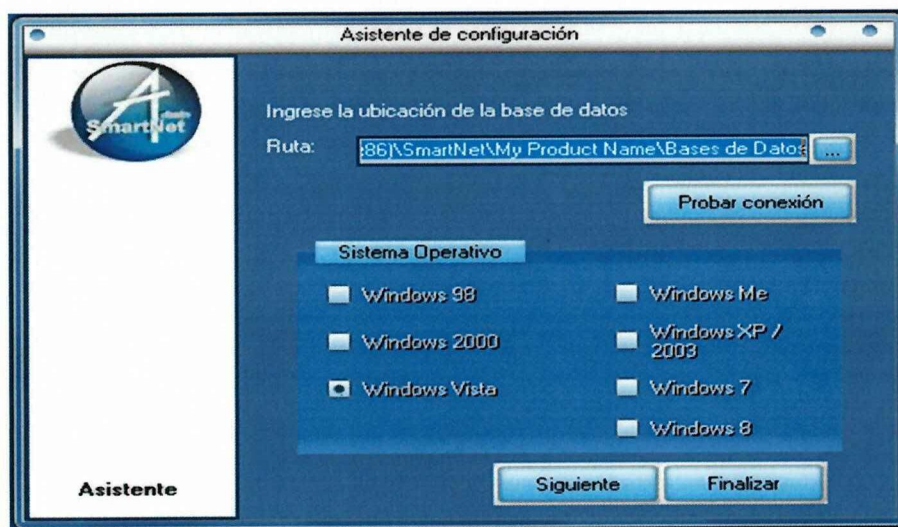 Asistente de configuración
A
SmartNet
Ingrese la ubicación de la base de datos
Ruta: :86)\SmartNet\My Product Name\Bases de Datos ...
Probar conexión
Sistema Operativo
Windows 98
Windows Me
Windows 2000
Windows XP /
2003
Windows Vista
Windows 7
Windows 8
Asistente
Siguiente
Finalizar